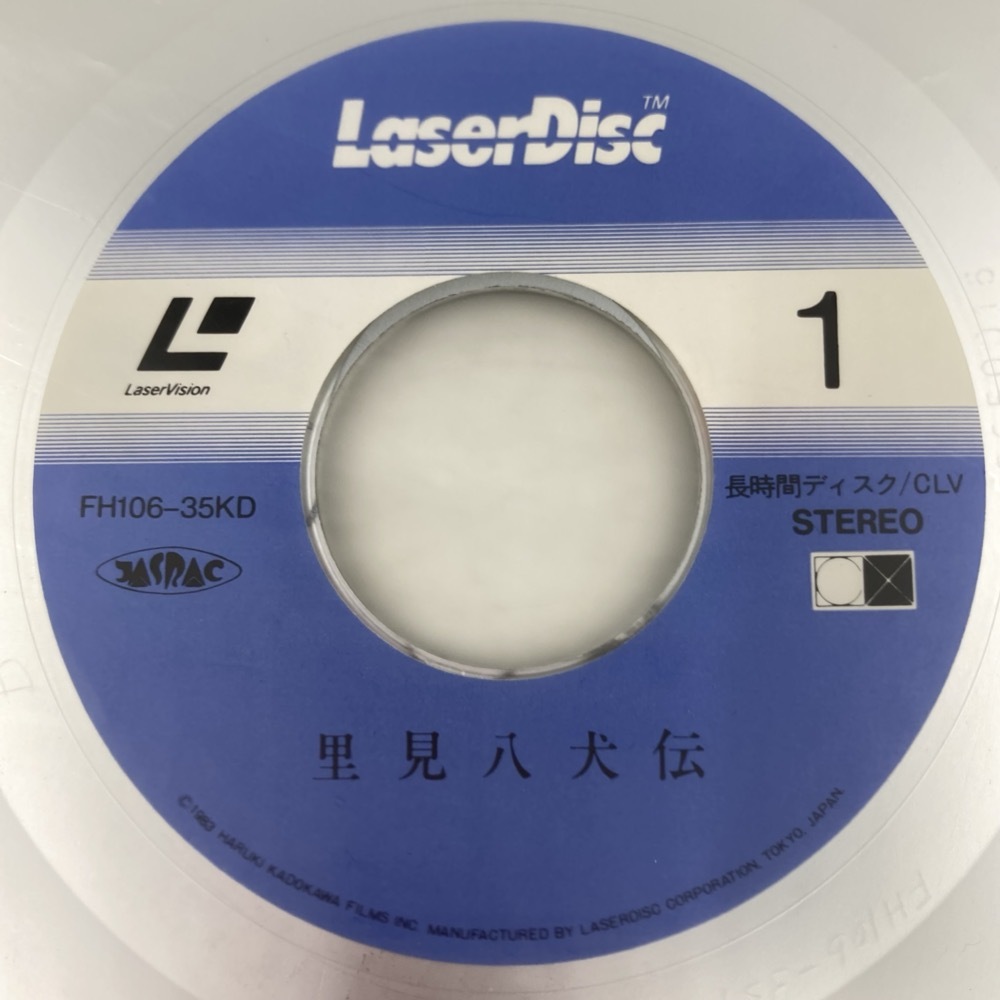 LaserDisc™
LaserVision
1
FH106-35KD
JASRAC
長時間ディスク/CLV
STEREO
里見八犬伝
©1983 HARUKI KADOKAWA FILMS INC. MANUFACTURED BY LASERDISC CORPORATION, TOKYO, JAPAN.